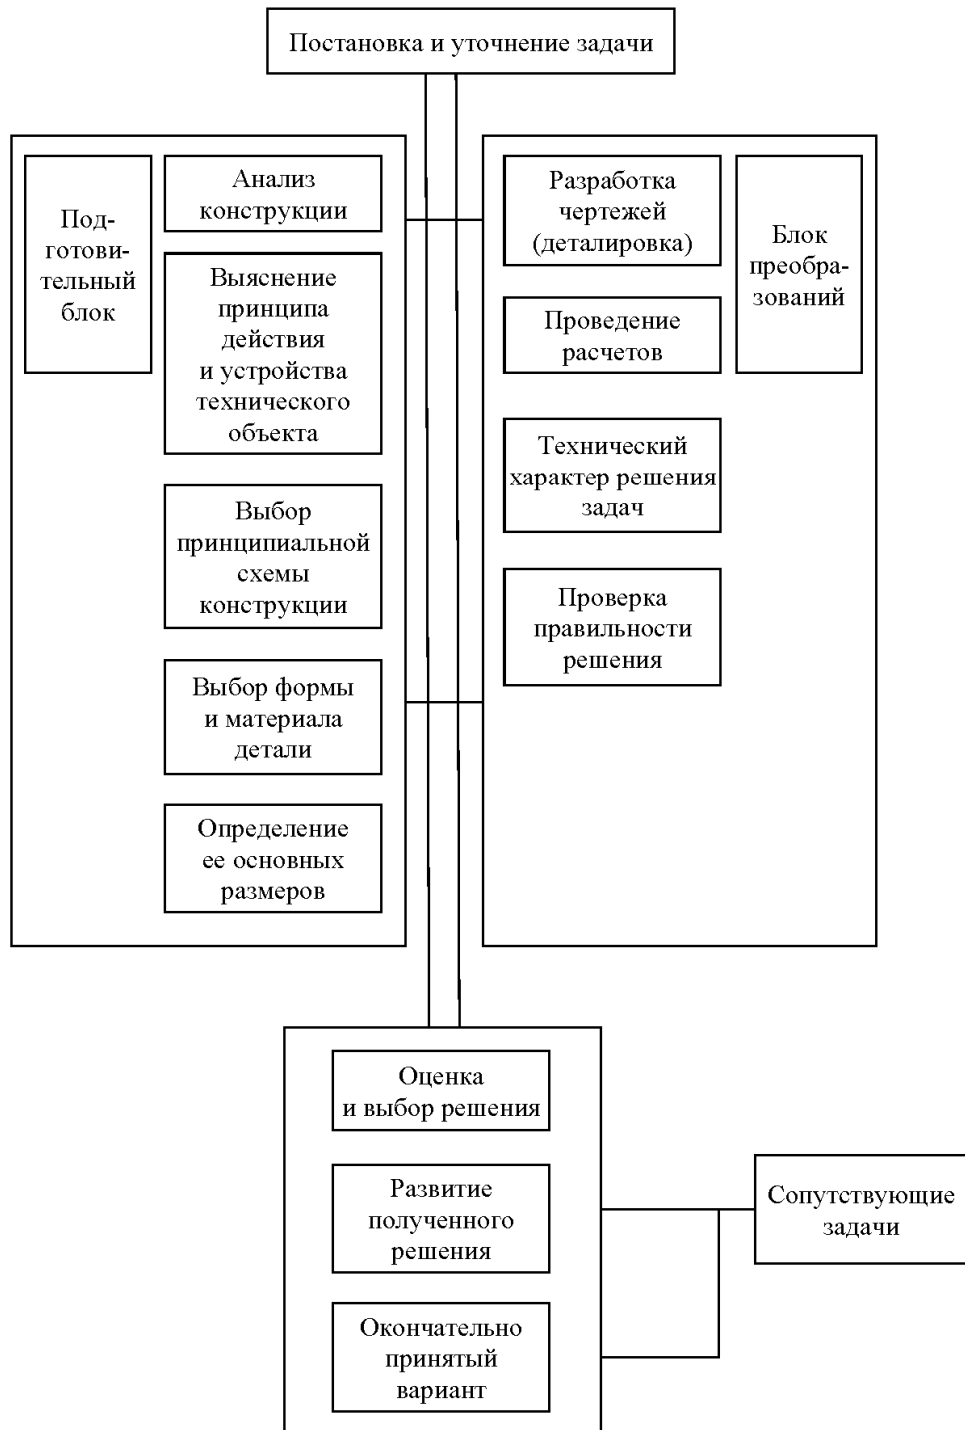 Постановка и уточнение задачи
Под-
готови-
тельный
блок
Анализ
конструкции
Выяснение
принципа
действия
и устройства
технического
объекта
Выбор
принципиальной
схемы
конструкции
Выбор формы
и материала
детали
Определение
ее основных
размеров
Разработка
чертежей
(деталировка)
Проведение
расчетов
Технический
характер решения
задач
Проверка
правильности
решения
Блок
преобра-
зований
Оценка
и выбор решения
Развитие
полученного
решения
Окончательно
принятый
вариант
Сопутствующие
задачи